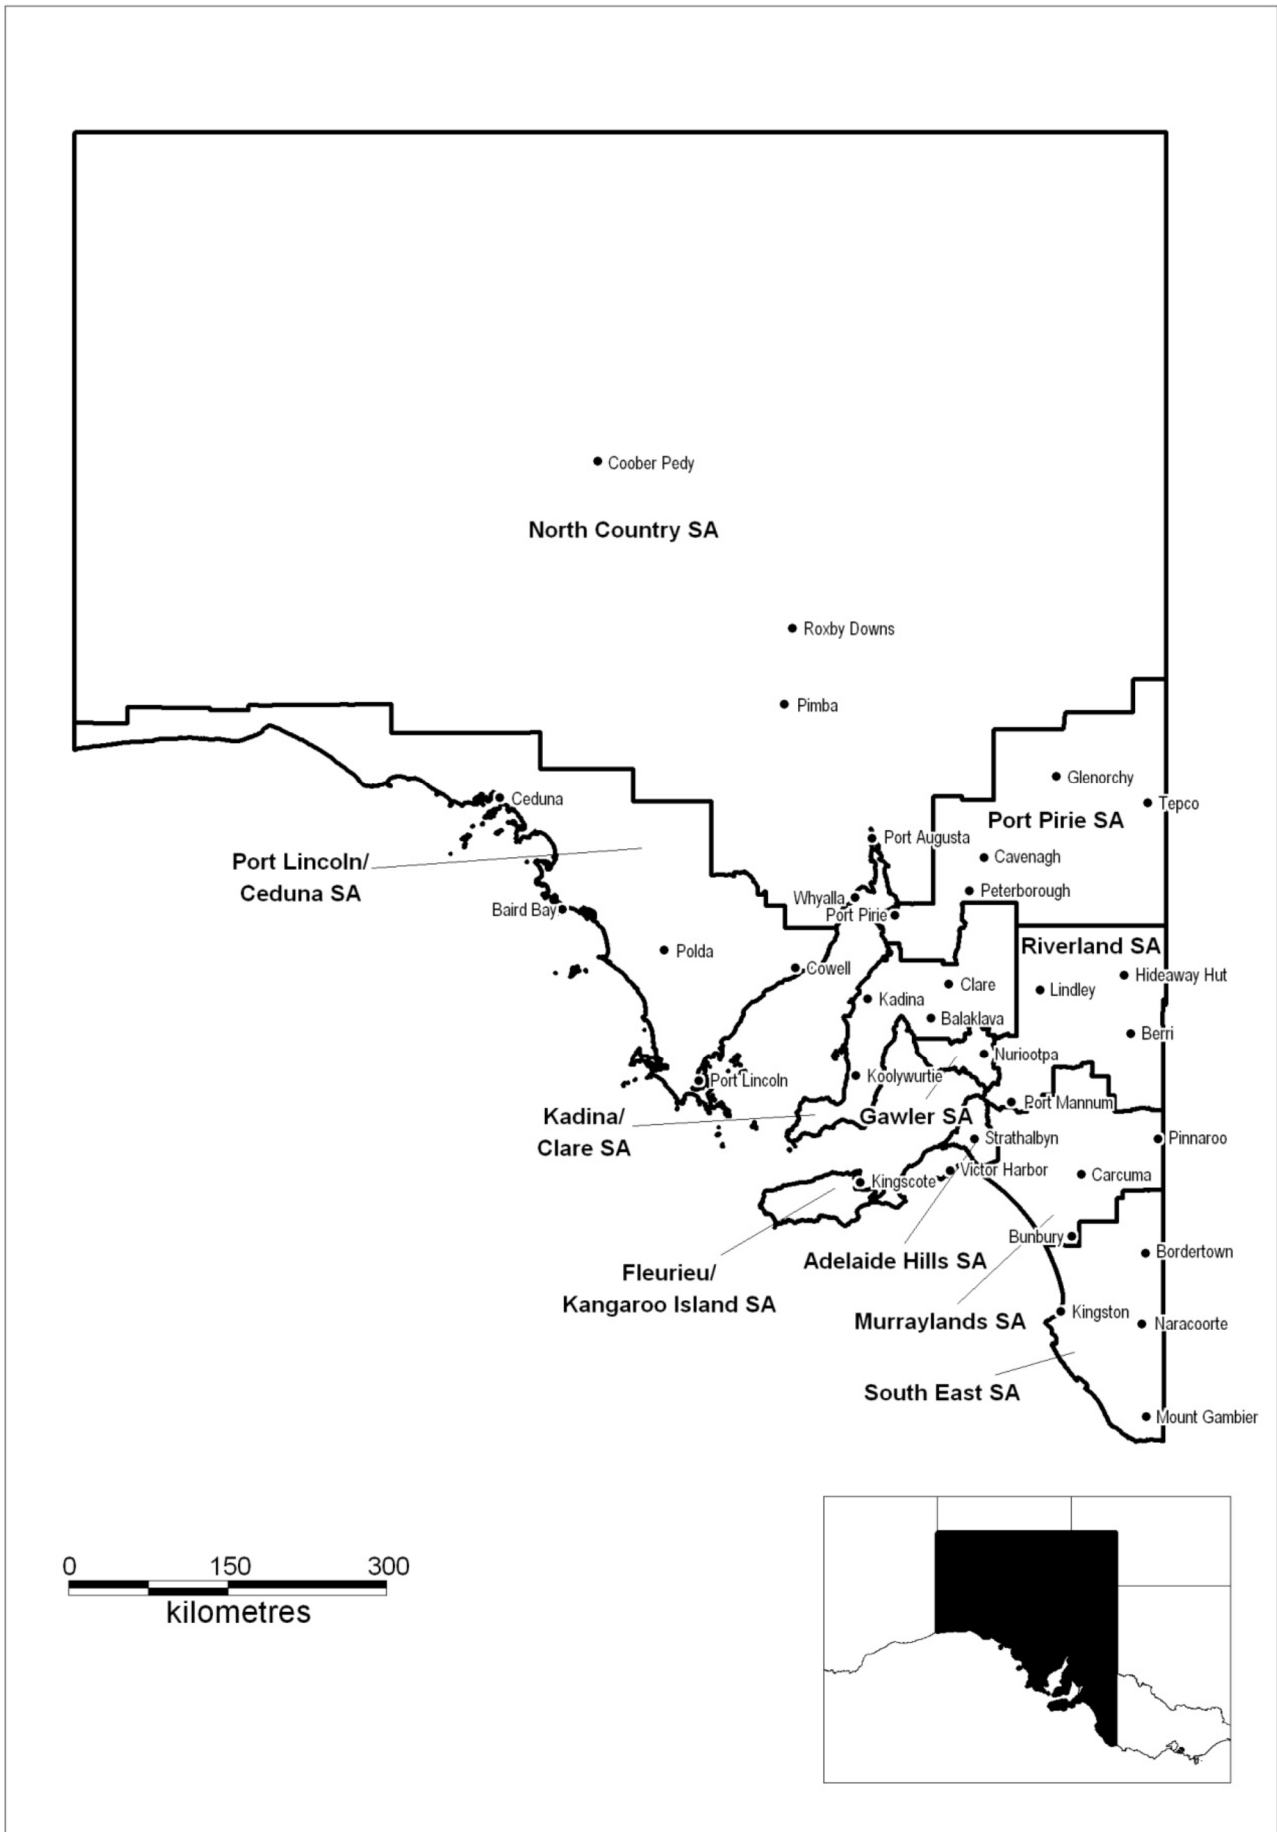 Coober Pedy
North Country SA
Roxby Downs
Pimba
Glenorchy
Ceduna
Tepco
Port Pirie SA
Port Augusta
Port Lincoln/
Ceduna SA
Cavenagh
Peterborough
Whyalla
Baird Bay
Port Pirie
Riverland SA
Polda
Cowell
Hideaway Hut
Clare
Lindley
Kadina
Balaklava
Berri
Nuriootpa
Port Lincoln
Koolywurtie
Port Mannum
Kadina/
Clare SA
Gawler SA
Strathalbyn
Pinnaroo
Victor Harbor
Carcuma
Kingscote
Bunbury
Bordertown
Adelaide Hills SA
Fleurieu/
Kangaroo Island SA
Kingston
Murraylands SA
Naracoorte
South East SA
Mount Gambier
0 150 300
kilometres